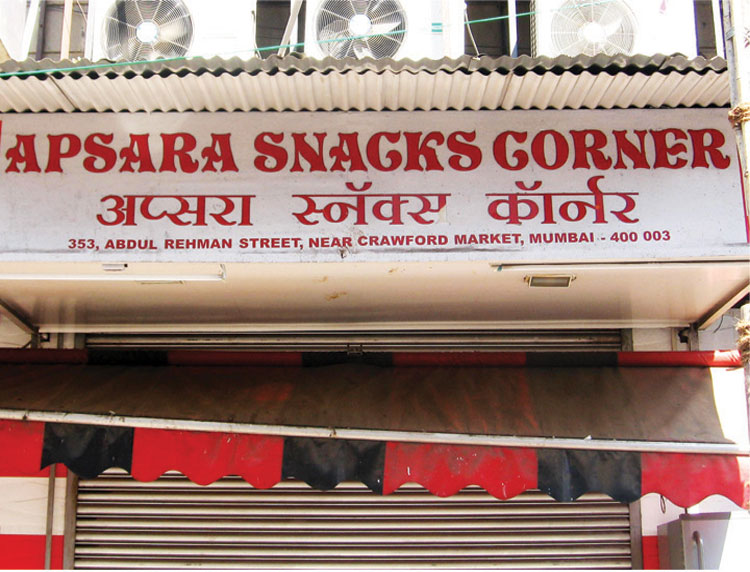 APSARA SNACKS CORNER
अप्सरा स्नॅक्स कॉर्नर
353, ABDUL REHMAN STREET, NEAR CRAWFORD MARKET, MUMBAI - 400 003